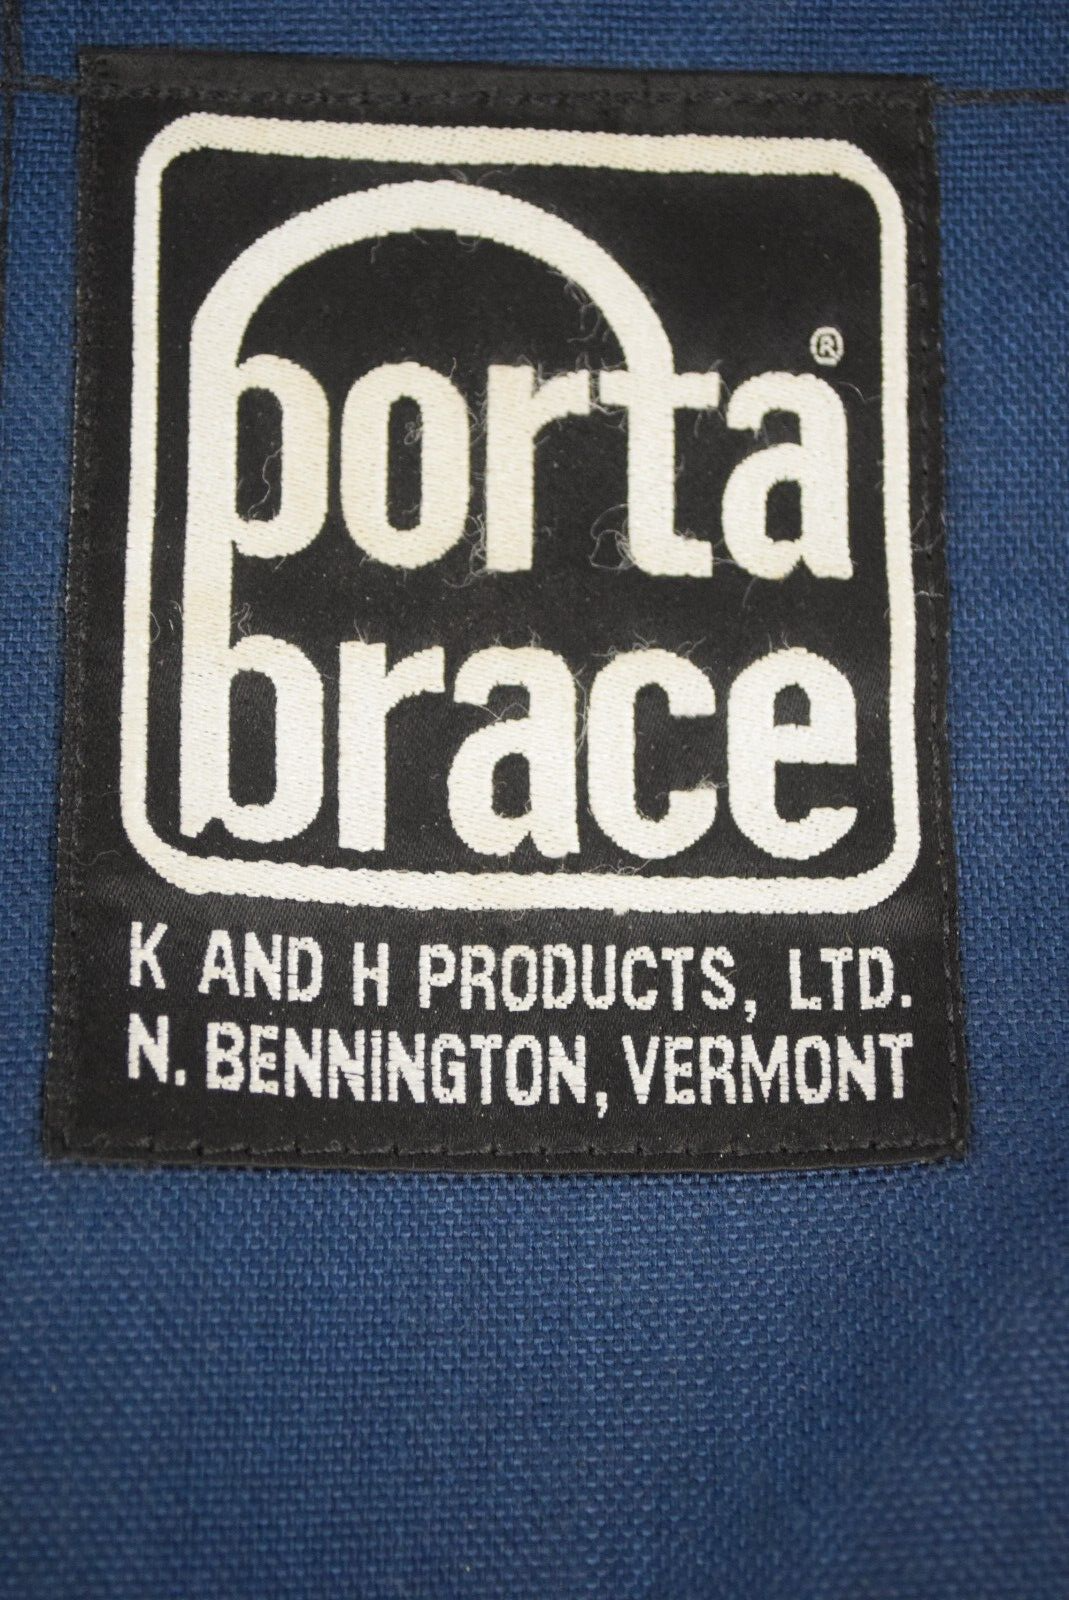 porta®
brace
K AND H PRODUCTS, LTD.
N. BENNINGTON, VERMONT